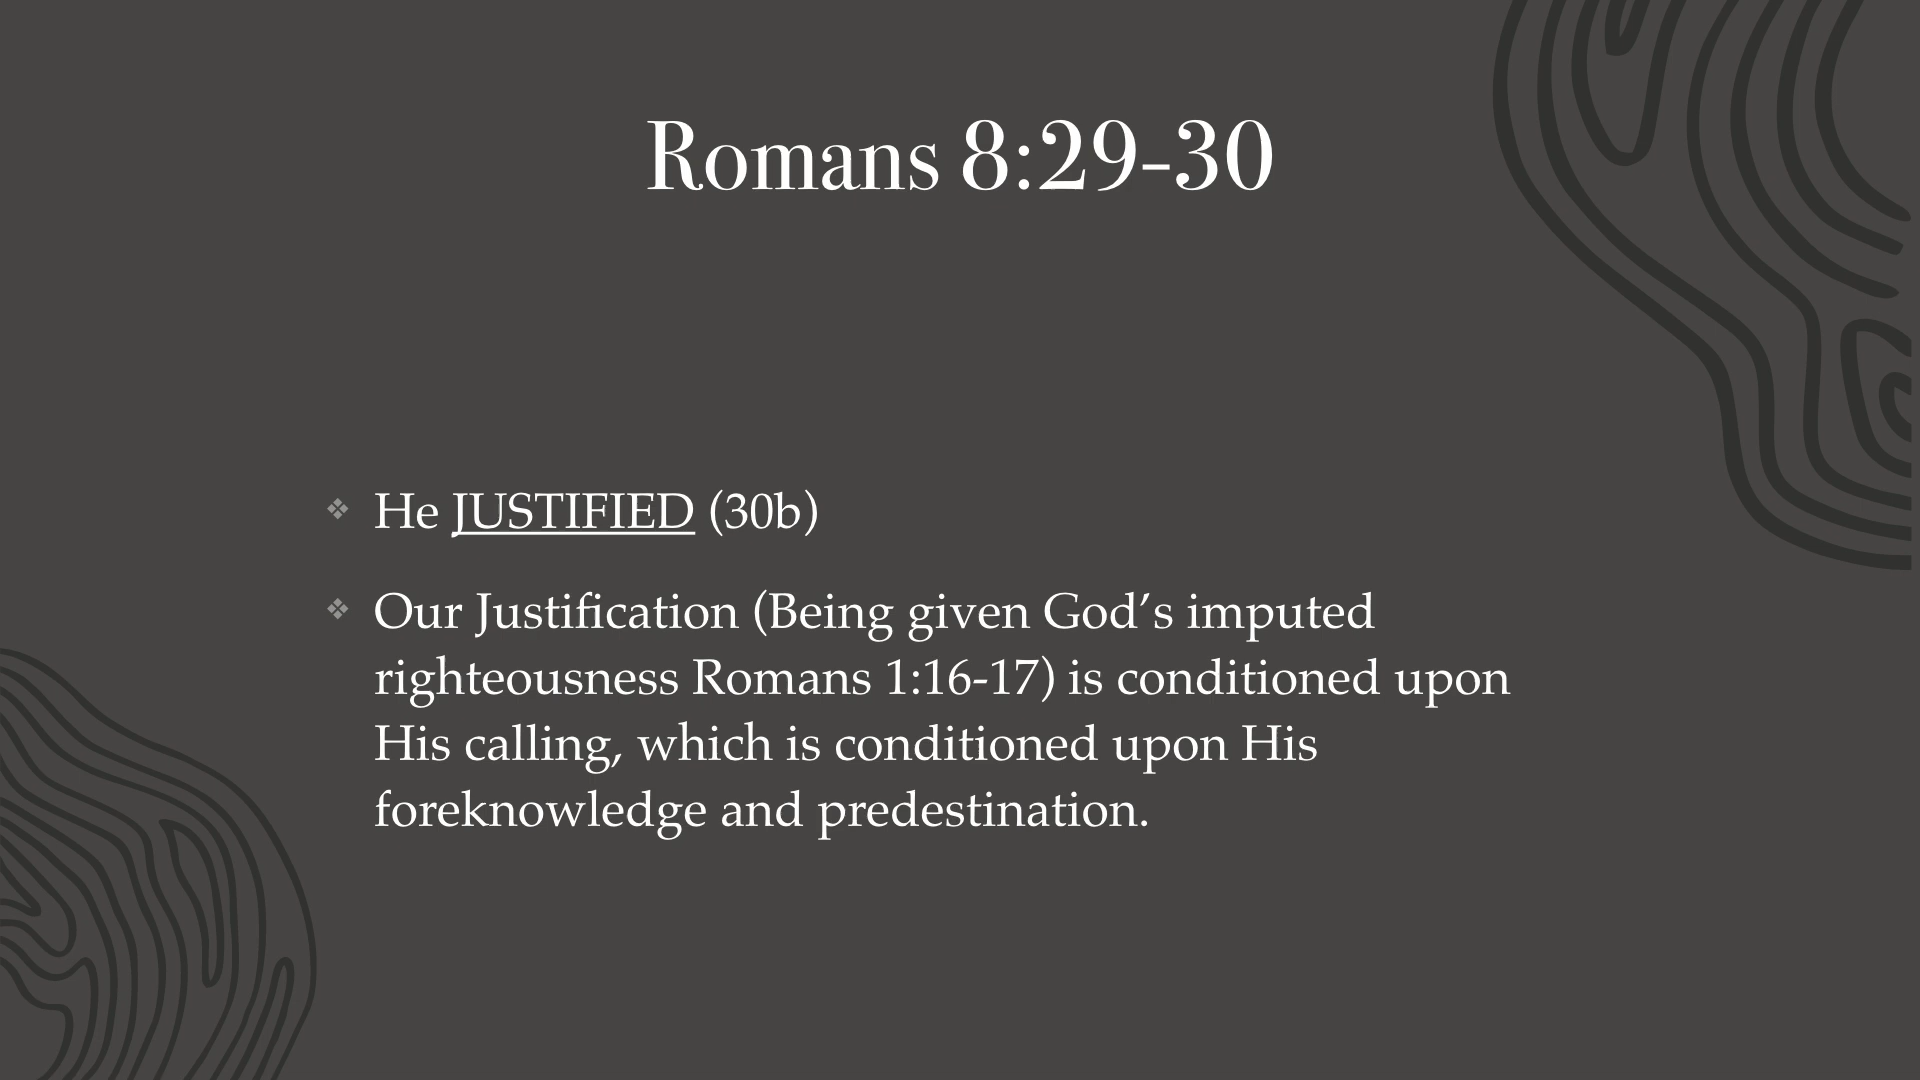 Romans 8:29-30
❖ He JUSTIFIED (30b)
❖ Our Justification (Being given God’s imputed
righteousness Romans 1:16-17) is conditioned upon
His calling, which is conditioned upon His
foreknowledge and predestination.